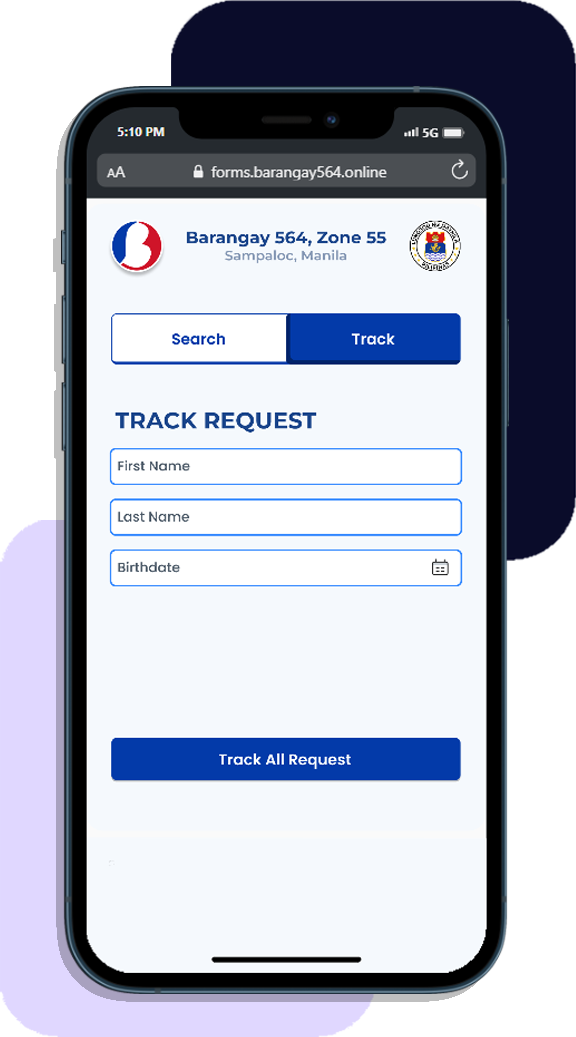 5:10 PM
5G
AA
forms.barangay564.online
Barangay 564, Zone 55
Sampaloc, Manila
Search
Track
TRACK REQUEST
First Name
Last Name
Birthdate
Track All Request